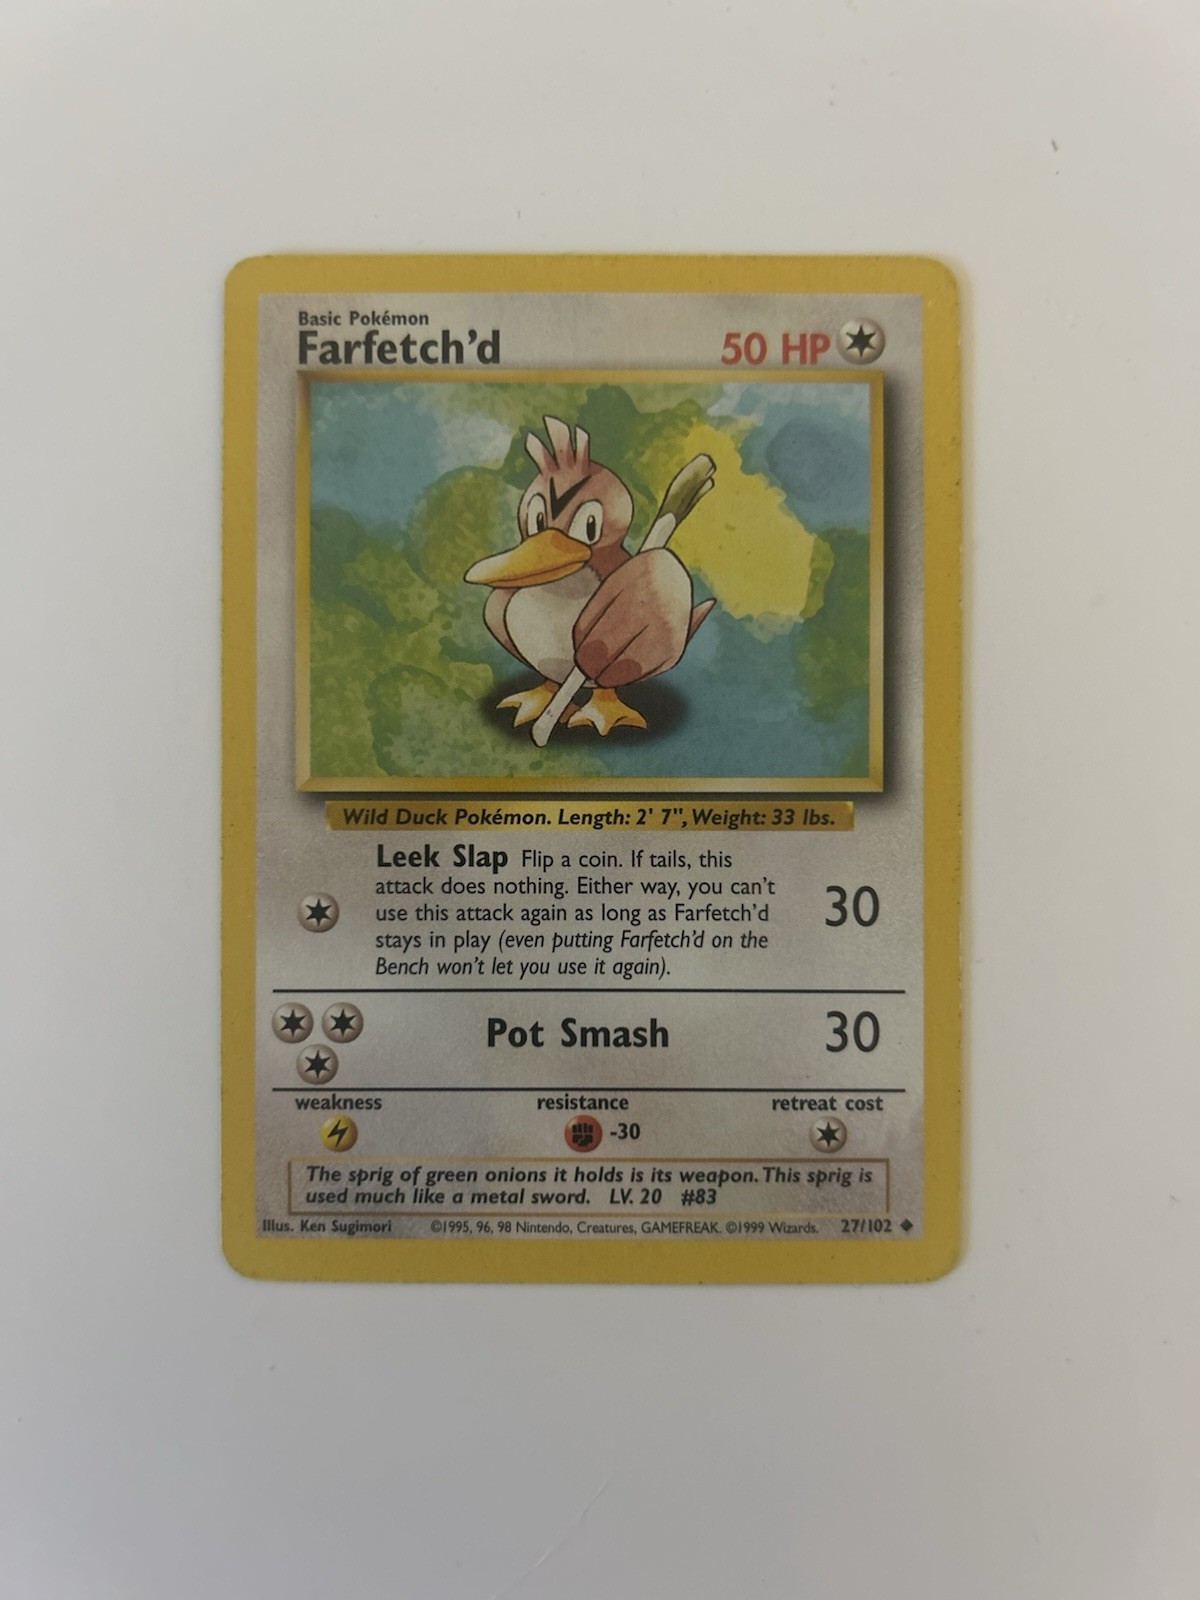 Basic Pokémon
Farfetch'd
50 HP
Wild Duck Pokémon. Length: 2' 7", Weight: 33 lbs.
Leek Slap Flip a coin. If tails, this
attack does nothing. Either way, you can't
use this attack again as long as Farfetch'd
stays in play (even putting Farfetch'd on the
Bench won't let you use it again).
30
Pot Smash
30
weakness
resistance
retreat cost
-30
The sprig of green onions it holds is its weapon. This sprig is
used much like a metal sword. LV. 20 #83
Illus. Ken Sugimori ©1995, 96, 98 Nintendo, Creatures, GAMEFREAK. ©1999 Wizards. 27/102